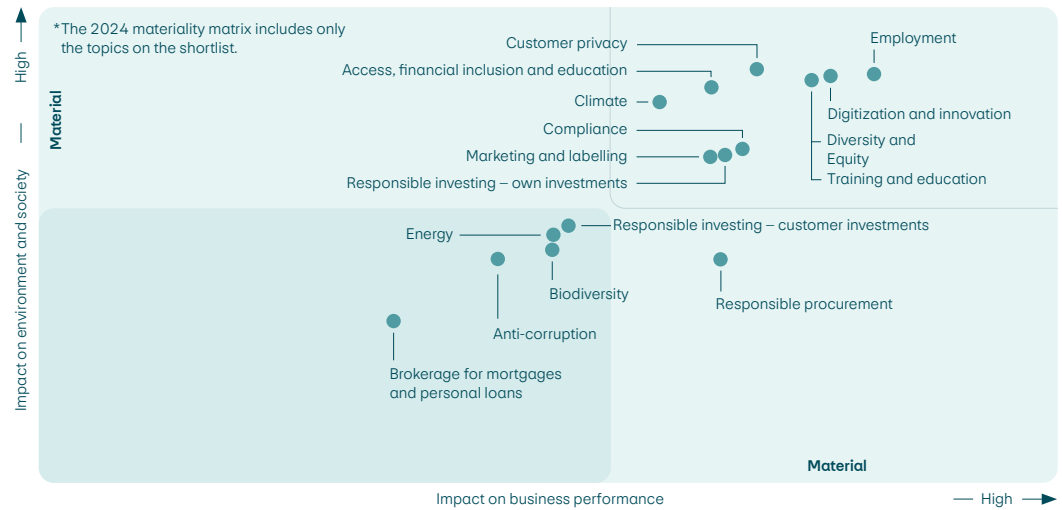 *The 2024 materiality matrix includes only
the topics on the shortlist.
High
Material
Impact on environment and society
Customer privacy
Access, financial inclusion and education
Climate
Compliance
Marketing and labelling
Responsible investing – own investments
Employment
Digitization and innovation
Diversity and
Equity
Training and education
Energy
Responsible investing – customer investments
Biodiversity
Responsible procurement
Anti-corruption
Brokerage for mortgages
and personal loans
Material
Impact on business performance
High